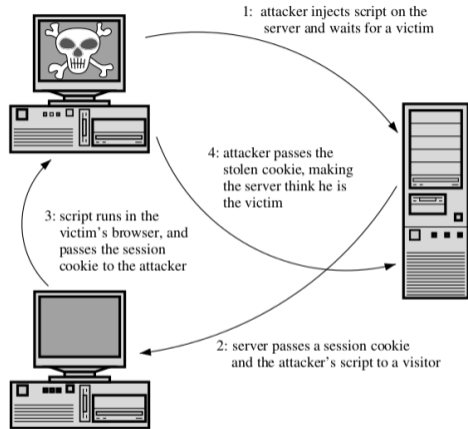 1: attacker injects script on the
server and waits for a victim
4: attacker passes the
stolen cookie, making
the server think he is
the victim
3: script runs in the
victim's browser, and
passes the session
cookie to the attacker
2: server passes a session cookie
and the attacker's script to a visitor